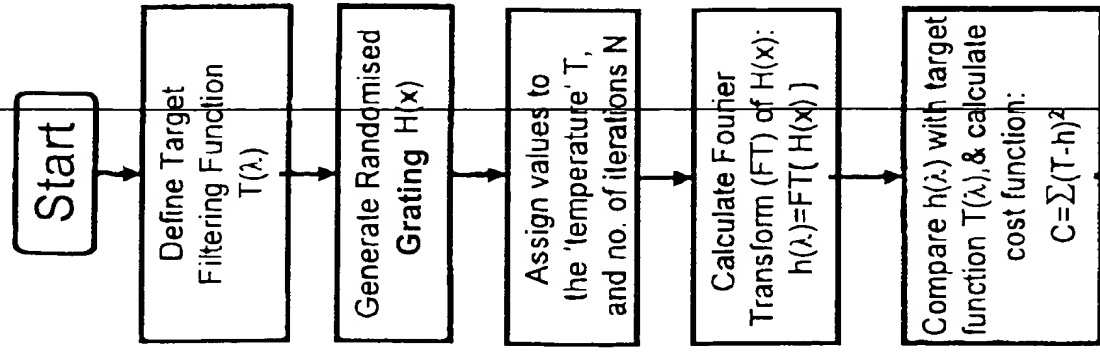 Start
Define Target
Filtering Function
T(λ)
Generate Randomised
Grating H(x)
Assign values to
the 'temperature' T,
and no. of iterations N
Calculate Fourier
Transform (FT) of H(x):
h(λ)=FT[ H(x) ]
Compare h(λ) with target
function T(λ),& calculate
cost function:
C=∑(T-h)²